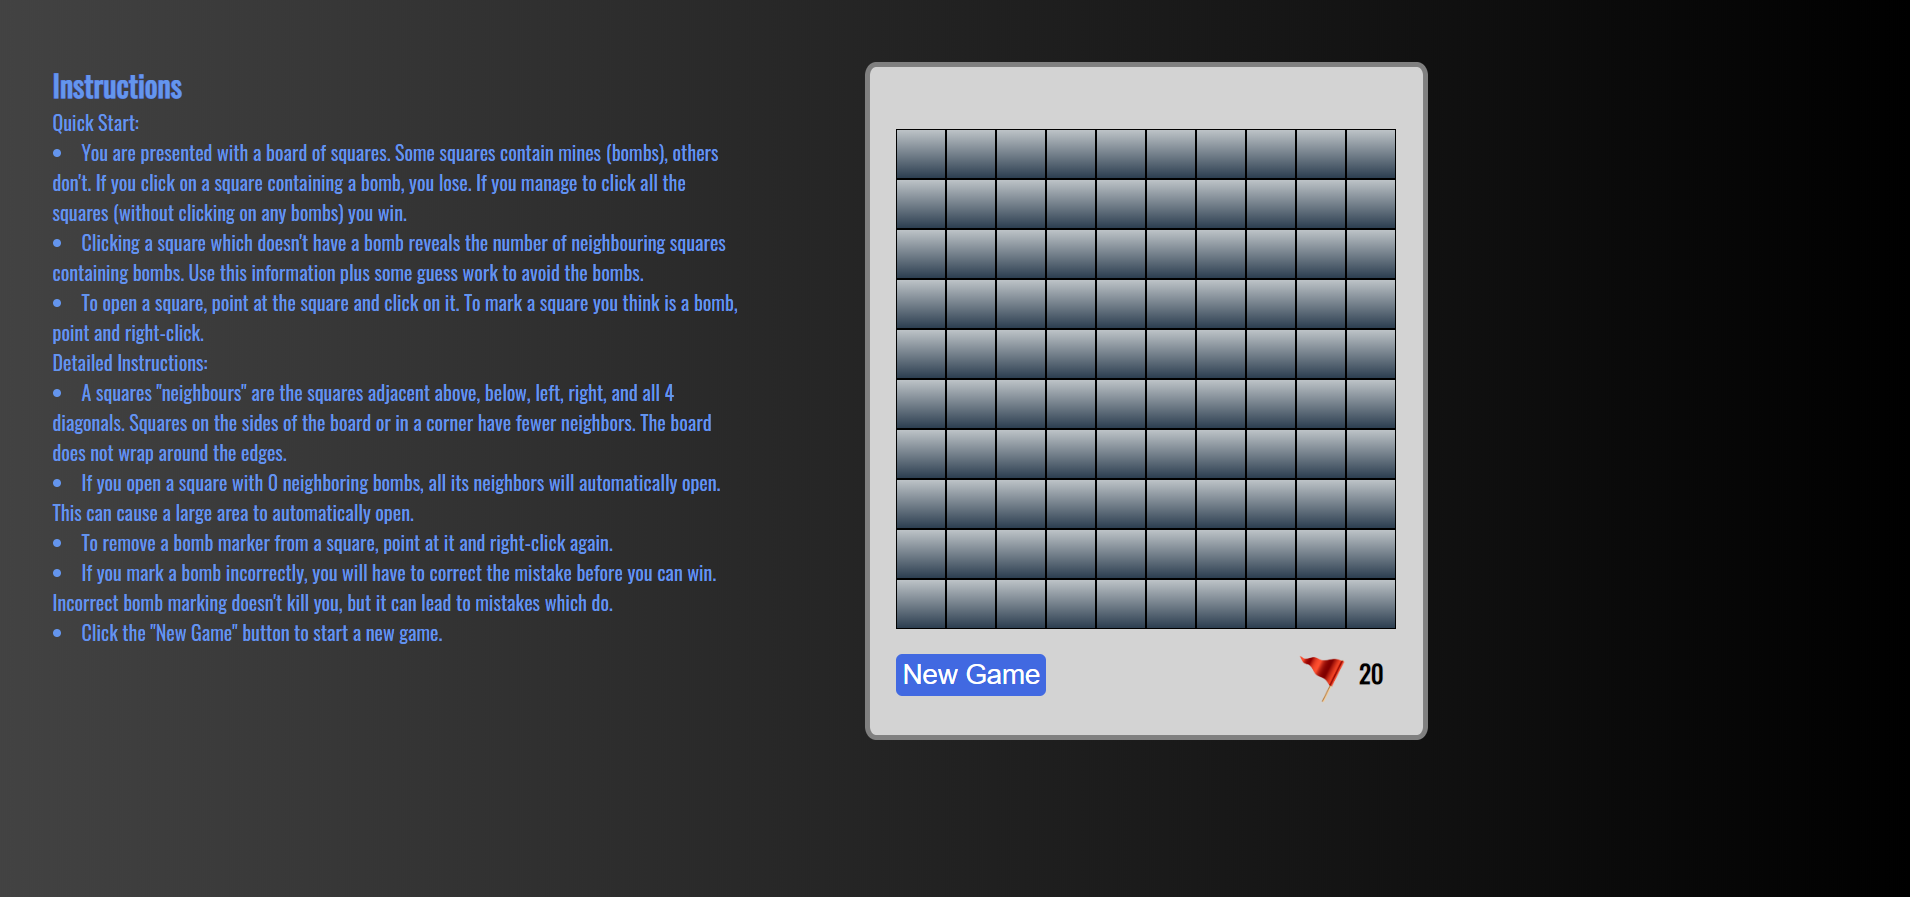 Instructions
Quick Start:
• You are presented with a board of squares. Some squares contain mines (bombs), others
don't. If you click on a square containing a bomb, you lose. If you manage to click all the
squares (without clicking on any bombs) you win.
• Clicking a square which doesn't have a bomb reveals the number of neighbouring squares
containing bombs. Use this information plus some guess work to avoid the bombs.
• To open a square, point at the square and click on it. To mark a square you think is a bomb,
point and right-click.
Detailed Instructions:
• A squares "neighbours" are the squares adjacent above, below, left, right, and all 4
diagonals. Squares on the sides of the board or in a corner have fewer neighbors. The board
does not wrap around the edges.
• If you open a square with 0 neighboring bombs, all its neighbors will automatically open.
This can cause a large area to automatically open.
• To remove a bomb marker from a square, point at it and right-click again.
• If you mark a bomb incorrectly, you will have to correct the mistake before you can win.
Incorrect bomb marking doesn't kill you, but it can lead to mistakes which do.
• Click the "New Game" button to start a new game.
New Game
20